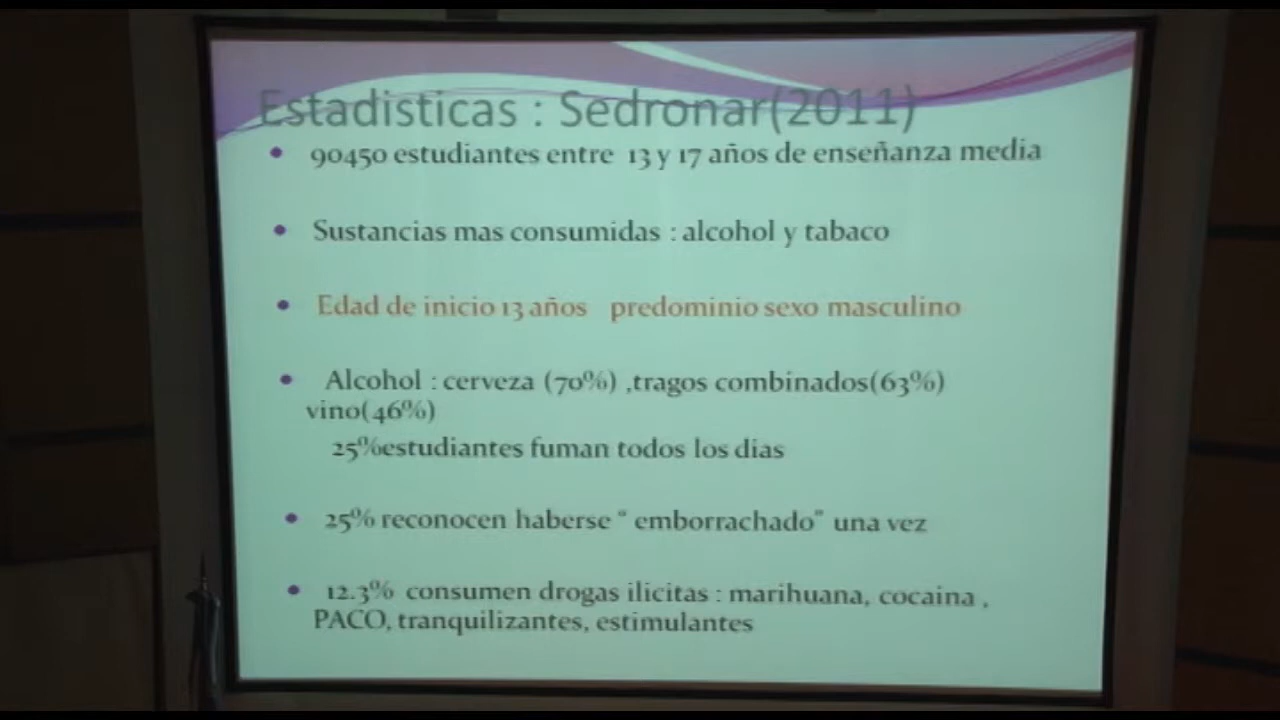 Estadisticas : Sedronar(2011)
• 90450 estudiantes entre 13 y 17 años de enseñanza media
• Sustancias mas consumidas : alcohol y tabaco
• Edad de inicio 13 años predominio sexo masculino
• Alcohol : cerveza (70%) ,tragos combinados(63%)
vino(46%)
25%estudiantes fuman todos los dias
• 25% reconocen haberse “ emborrachado” una vez
• 12.3% consumen drogas ilicitas : marihuana, cocaina ,
PACO, tranquilizantes, estimulantes